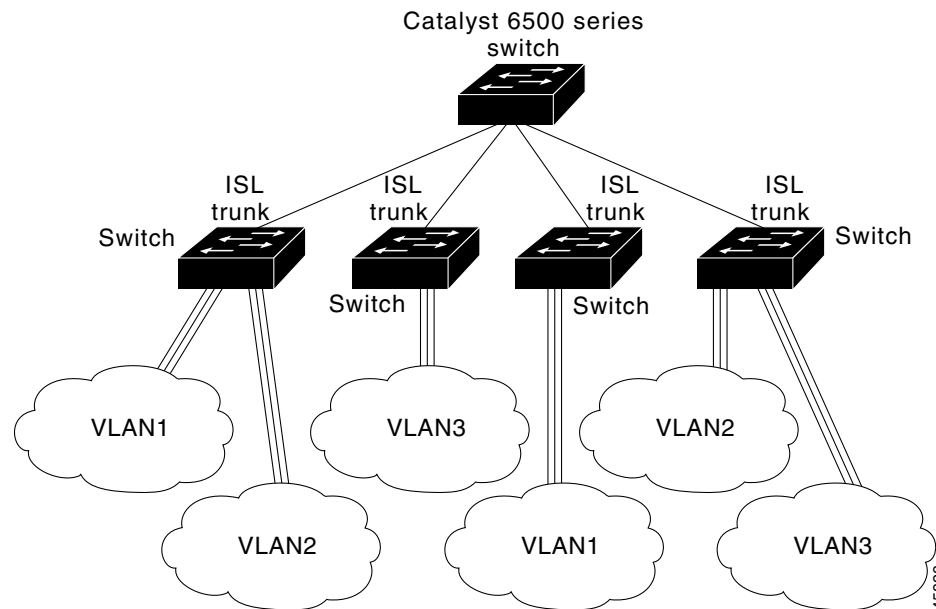 Catalyst 6500 series
switch
ISL
trunk
ISL
trunk
ISL
trunk
ISL
trunk
Switch
Switch
Switch
Switch
VLAN1
VLAN3
VLAN2
VLAN2
VLAN1
VLAN3